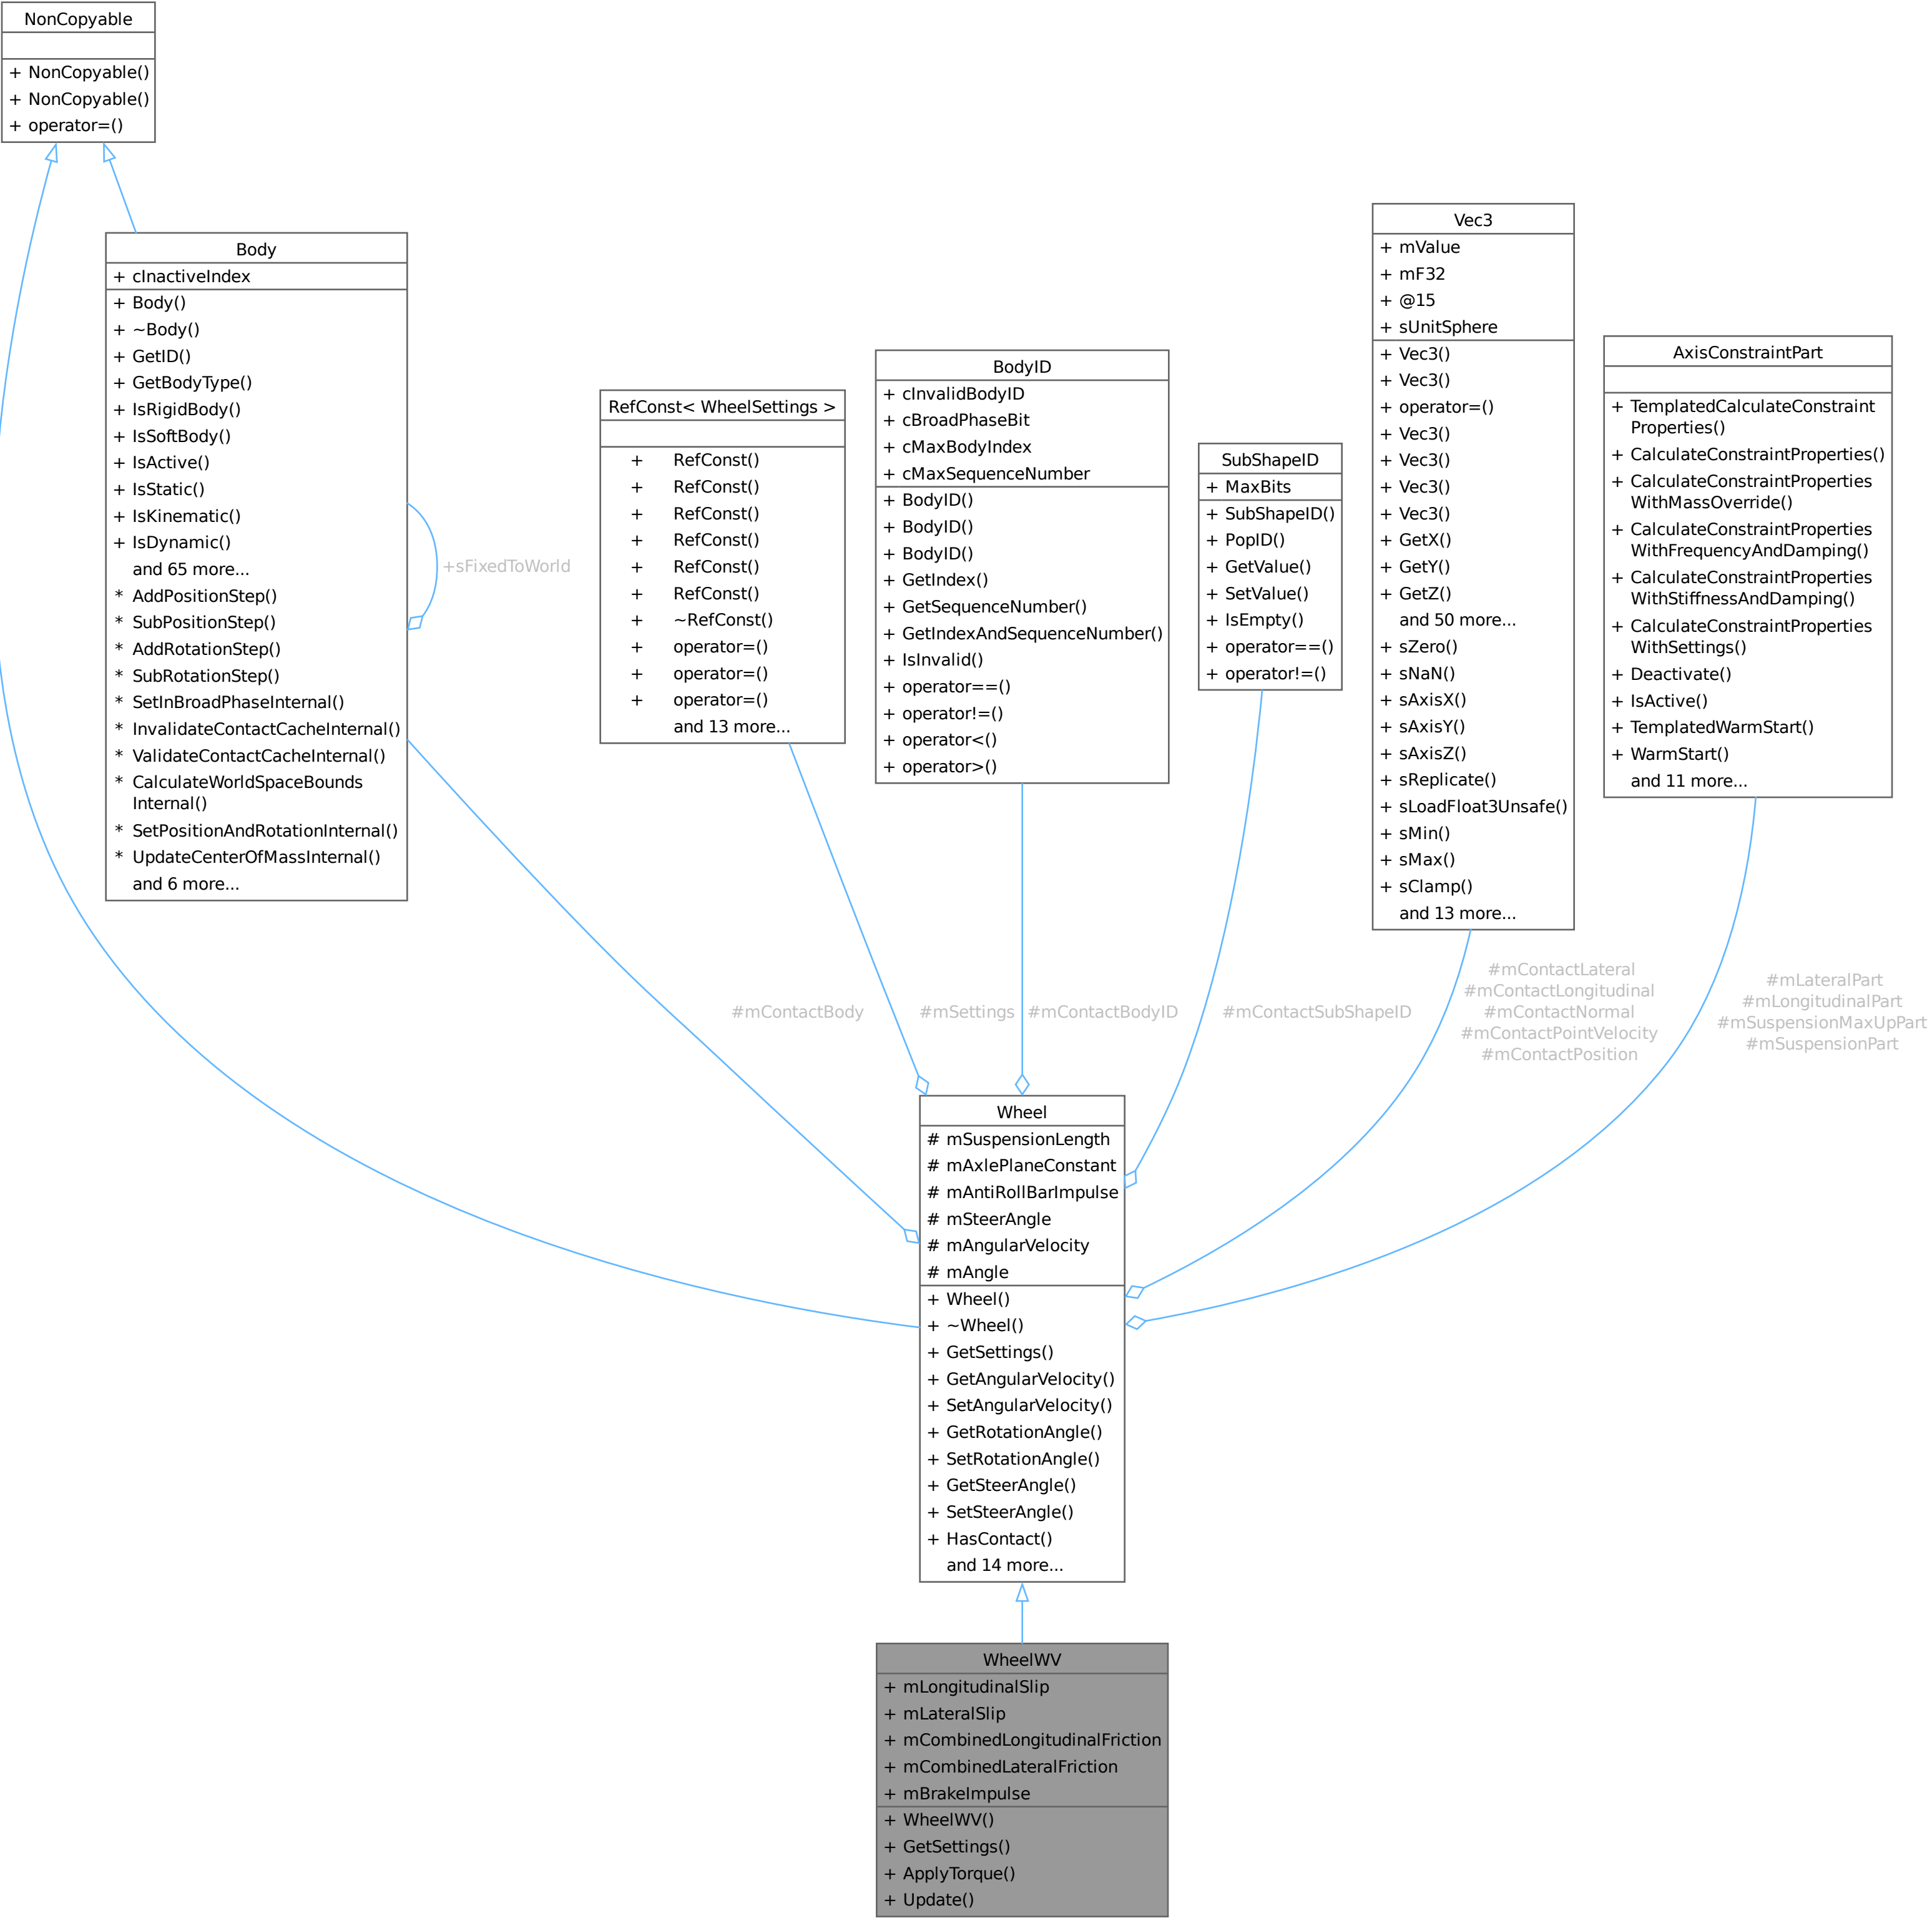 NonCopyable
+ NonCopyable()
+ NonCopyable()
+ operator=()
Body
+ cInactiveIndex
+ Body()
+ ~Body()
+ GetID()
+ GetBodyType()
+ IsRigidBody()
+ IsSoftBody()
+ IsActive()
+ IsStatic()
+ IsKinematic()
+ IsDynamic()
and 65 more...
* AddPositionStep()
* SubPositionStep()
* AddRotationStep()
* SubRotationStep()
* SetInBroadPhaseInternal()
* InvalidateContactCacheInternal()
* ValidateContactCacheInternal()
* CalculateWorldSpaceBounds
Internal()
* SetPositionAndRotationInternal()
* UpdateCenterOfMassInternal()
and 6 more...
+sFixedToWorld
RefConst< WheelSettings >
+ RefConst()
+ RefConst()
+ RefConst()
+ RefConst()
+ RefConst()
+ RefConst()
+ ~RefConst()
+ operator=()
+ operator=()
+ operator=()
and 13 more...
BodyID
+ cInvalidBodyID
+ cBroadPhaseBit
+ cMaxBodyIndex
+ cMaxSequenceNumber
+ BodyID()
+ BodyID()
+ BodyID()
+ GetIndex()
+ GetSequenceNumber()
+ GetIndexAndSequenceNumber()
+ IsInvalid()
+ operator==()
+ operator!=()
+ operator<()
+ operator>()
SubShapeID
+ MaxBits
+ SubShapeID()
+ PopID()
+ GetValue()
+ SetValue()
+ IsEmpty()
+ operator==()
+ operator!=()
Vec3
+ mValue
+ mF32
+ @15
+ sUnitSphere
+ Vec3()
+ Vec3()
+ operator=()
+ Vec3()
+ Vec3()
+ Vec3()
+ Vec3()
+ GetX()
+ GetY()
+ GetZ()
and 50 more...
+ sZero()
+ sNaN()
+ sAxisX()
+ sAxisY()
+ sAxisZ()
+ sReplicate()
+ sLoadFloat3Unsafe()
+ sMin()
+ sMax()
+ sClamp()
and 13 more...
AxisConstraintPart
+ TemplatedCalculateConstraint
Properties()
+ CalculateConstraintProperties()
+ CalculateConstraintProperties
WithMassOverride()
+ CalculateConstraintProperties
WithFrequencyAndDamping()
+ CalculateConstraintProperties
WithStiffnessAndDamping()
+ CalculateConstraintProperties
WithSettings()
+ Deactivate()
+ IsActive()
+ TemplatedWarmStart()
+ WarmStart()
and 11 more...
#mContactBody
#mSettings
#mContactBodyID
#mContactSubShapeID
#mContactLateral
#mContactLongitudinal
#mContactNormal
#mContactPointVelocity
#mContactPosition
#mLateralPart
#mLongitudinalPart
#mSuspensionMaxUpPart
#mSuspensionPart
Wheel
# mSuspensionLength
# mAxlePlaneConstant
# mAntiRollBarImpulse
# mSteerAngle
# mAngularVelocity
# mAngle
+ Wheel()
+ ~Wheel()
+ GetSettings()
+ GetAngularVelocity()
+ SetAngularVelocity()
+ GetRotationAngle()
+ SetRotationAngle()
+ GetSteerAngle()
+ SetSteerAngle()
+ HasContact()
and 14 more...
WheelWV
+ mLongitudinalSlip
+ mLateralSlip
+ mCombinedLongitudinalFriction
+ mCombinedLateralFriction
+ mBrakeImpulse
+ WheelWV()
+ GetSettings()
+ ApplyTorque()
+ Update()